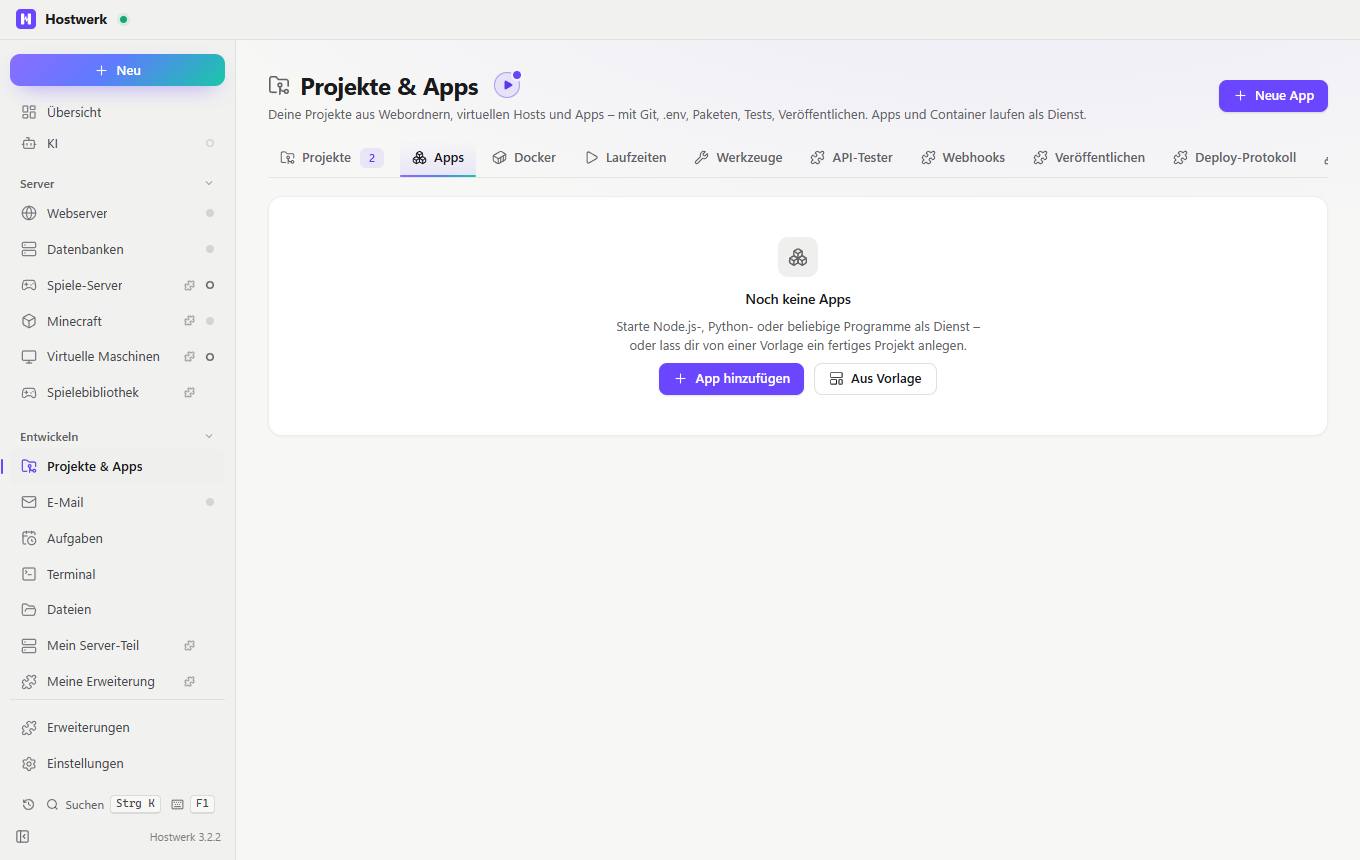 Hostwerk
Neu
Übersicht
KI
Server
Webserver
Datenbanken
Spiele-Server
Minecraft
Virtuelle Maschinen
Spielebibliothek
Entwickeln
Projekte & Apps
E-Mail
Aufgaben
Terminal
Dateien
Mein Server-Teil
Meine Erweiterung
Erweiterungen
Einstellungen
Suchen Strg K F1
Hostwerk 3.2.2
Projekte & Apps
Deine Projekte aus Webordnern, virtuellen Hosts und Apps – mit Git, .env, Paketen, Tests, Veröffentlichen. Apps und Container laufen als Dienst.
Neue App
Projekte 2 Apps Docker Laufzeiten Werkzeuge API-Tester Webhooks Veröffentlichen Deploy-Protokoll
Noch keine Apps
Starte Node.js-, Python- oder beliebige Programme als Dienst –
oder lass dir von einer Vorlage ein fertiges Projekt anlegen.
App hinzufügen Aus Vorlage